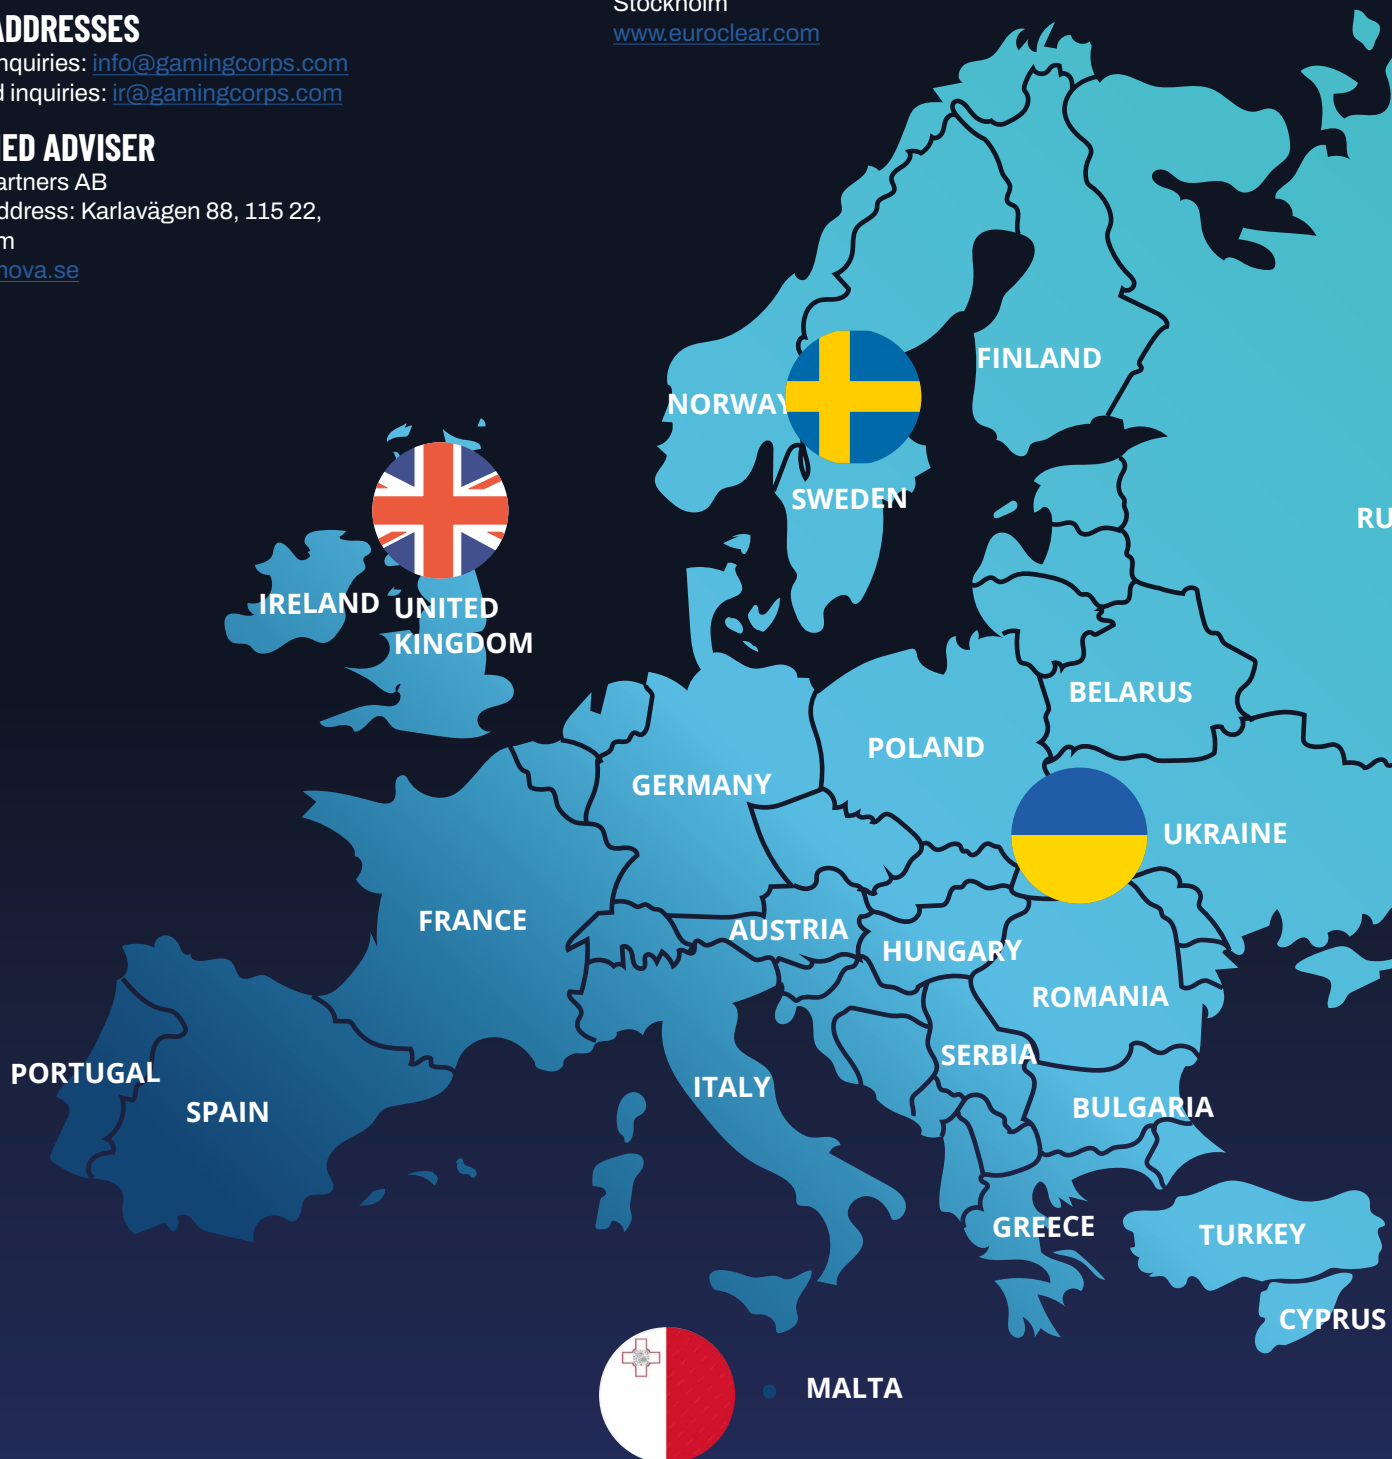 ADDRESSES
nquiries: info@gamingcorps.com
d inquiries: ir@gamingcorps.com
IED ADVISER
artners AB
ddress: Karlavägen 88, 115 22,
m
nova.se
Stockholm
www.euroclear.com
FINLAND
NORWAY
SWEDEN
RU
IRELAND
UNITED
KINGDOM
BELARUS
POLAND
GERMANY
UKRAINE
FRANCE
AUSTRIA
HUNGARY
ROMANIA
SERBIA
PORTUGAL
ITALY
SPAIN
BULGARIA
GREECE
TURKEY
CYPRUS
MALTA